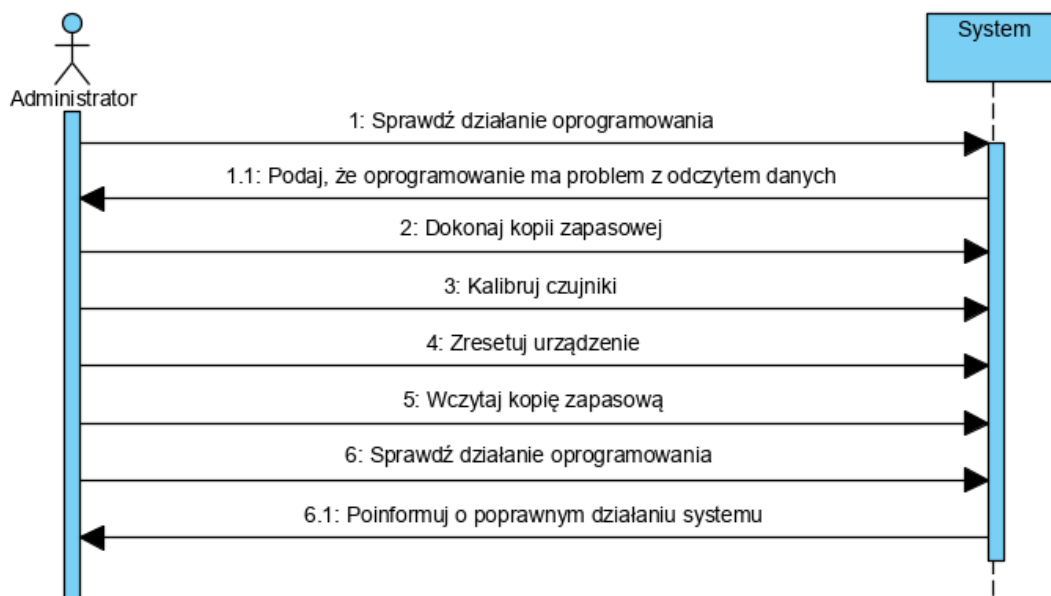 System
Administrator
1: Sprawdź działanie oprogramowania
1.1: Podaj, że oprogramowanie ma problem z odczytem danych
2: Dokonaj kopii zapasowej
3: Kalibruj czujniki
4: Zresetuj urządzenie
5: Wczytaj kopię zapasową
6: Sprawdź działanie oprogramowania
6.1: Poinformuj o poprawnym działaniu systemu